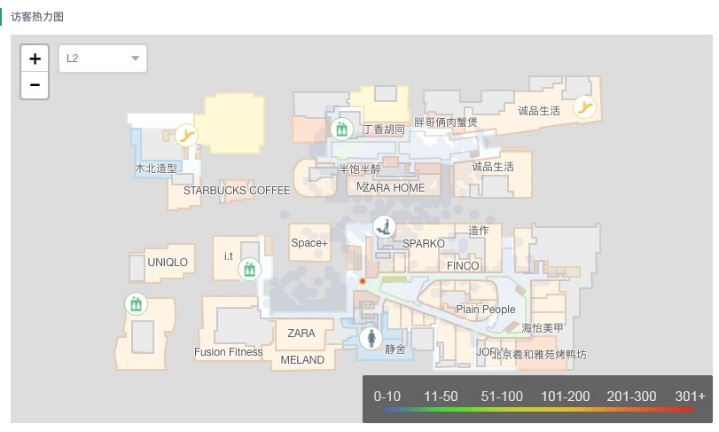 访客热力图
+
L2
−
诚品生活
丁香胡同
胖哥俩肉蟹煲
木北造型
半饱半醉
诚品生活
STARBUCKS COFFEE
ZARA HOME
造作
Space+
SPARKO
i.t
UNIQLO
FINCO
Plain People
海怡美甲
ZARA
静舍
Fusion Fitness
北京羲和雅苑烤鸭坊
MELAND
0-10 11-50 51-100 101-200 201-300 301+